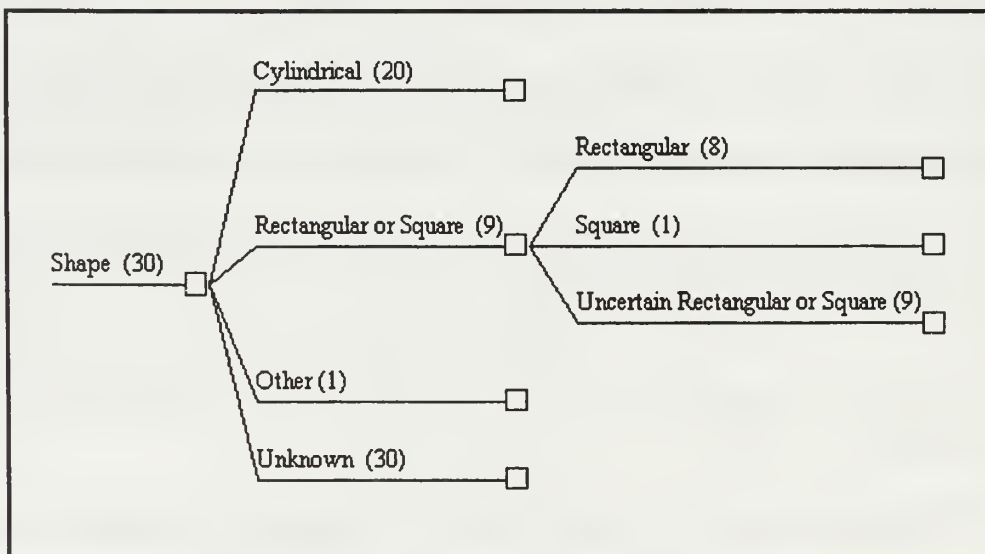 Cylindrical (20)
Rectangular (8)
Rectangular or Square (9)
Square (1)
Shape (30)
Uncertain Rectangular or Square (9)
Other (1)
Unknown (30)